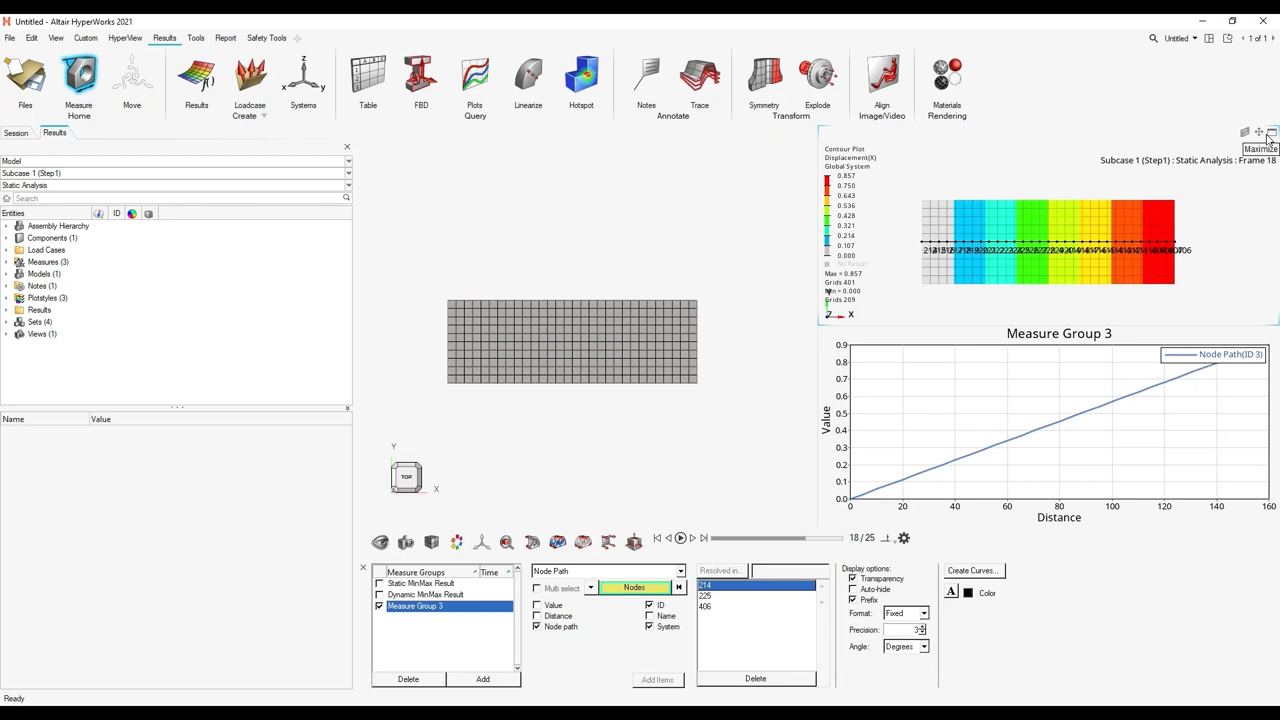 Untitled - Altair HyperWorks 2021
File Edit View Custom HyperView Results Tools Report Safety Tools
Untitled 1 of 1
Files Measure Move Results Loadcase Systems Table FBD Plots Linearize Hotspot Notes Trace Symmetry Explode Align Materials
Home Create Query Annotate Transform Image/Video Rendering
Session Results
Model
Subcase 1 (Step1)
Static Analysis
Search
Entities ID
Assembly Hierarchy
Components (1)
Load Cases
Measures (3)
Models (1)
Notes (1)
Plotstyles (3)
Results
Sets (4)
Views (1)
Name Value
Y
TOP
X
Maximize
Subcase 1 (Step1) : Static Analysis : Frame 18
Contour Plot
Displacement(X)
Global System
0.857
0.750
0.643
0.536
0.428
0.321
0.214
0.107
0.000
No Result
Max = 0.857
Grids 401
Min = 0.000
Grids 209
Y
Z X
Measure Group 3
Node Path(ID 3)
Value
0.9
0.8
0.7
0.6
0.5
0.4
0.3
0.2
0.1
0.0
0 20 40 60 80 100 120 140 160
Distance
18 / 25
Measure Groups Time
Static MinMax Result
Dynamic MinMax Result
Measure Group 3
Delete Add
Node Path
Multi select Nodes
Value ID
Distance Name
Node path System
Add Items
Resolved in...
214
225
406
Delete
Display options:
Transparency
Auto-hide
Prefix
Format: Fixed
Precision: 3
Angle: Degrees
Create Curves...
A Color
Ready